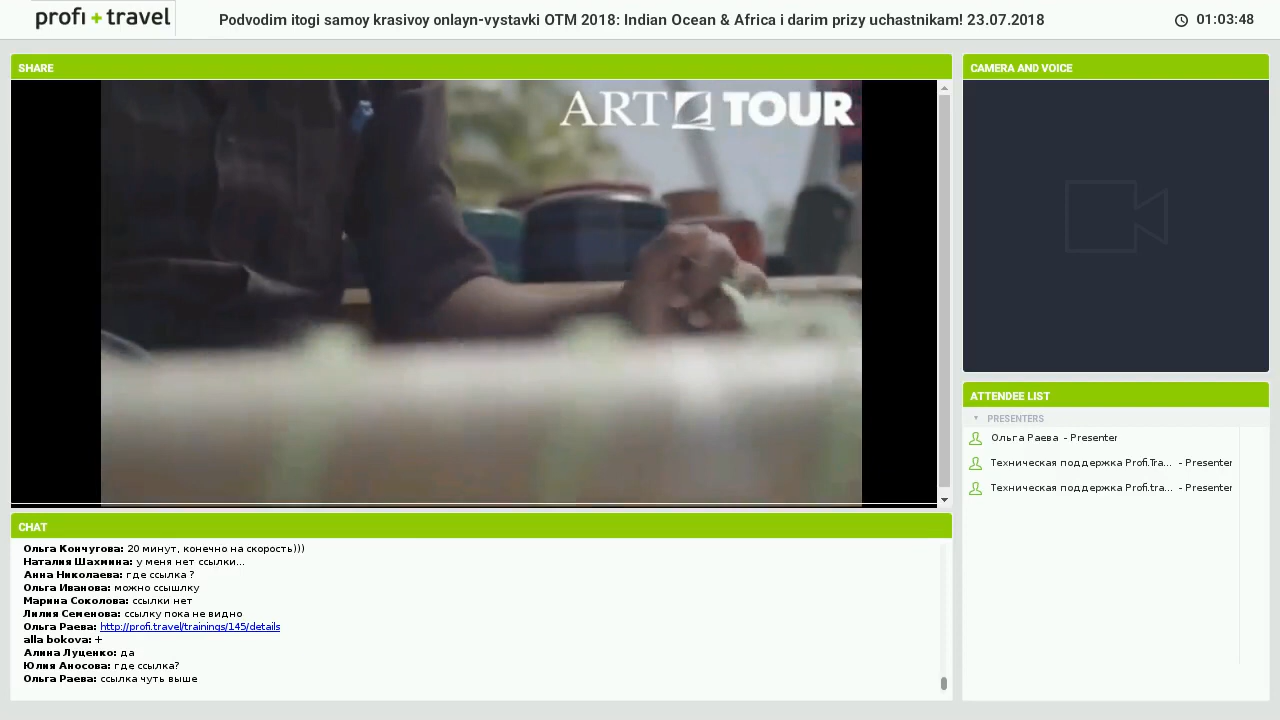 profi + travel
Podvodim itogi samoy krasivoy onlayn-vystavki OTM 2018: Indian Ocean & Africa i darim prizy uchastnikam! 23.07.2018
01:03:48
SHARE
ART TOUR
CAMERA AND VOICE
ATTENDEE LIST
PRESENTERS
Ольга Раева - Presenter
Техническая поддержка Profi.Tra... - Presenter
Техническая поддержка Profi.tra... - Presenter
CHAT
Ольга Кончугова: 20 минут, конечно на скорость)))
Наталия Шахмина: у меня нет ссылки...
Анна Николаева: где ссылка ?
Ольга Иванова: можно ссышлку
Марина Соколова: ссылки нет
Лилия Семенова: ссылку пока не видно
Ольга Раева: http://profi.travel/trainings/145/details
alla bokova: +
Алина Луценко: да
Юлия Аносова: где ссылка?
Ольга Раева: ссылка чуть выше